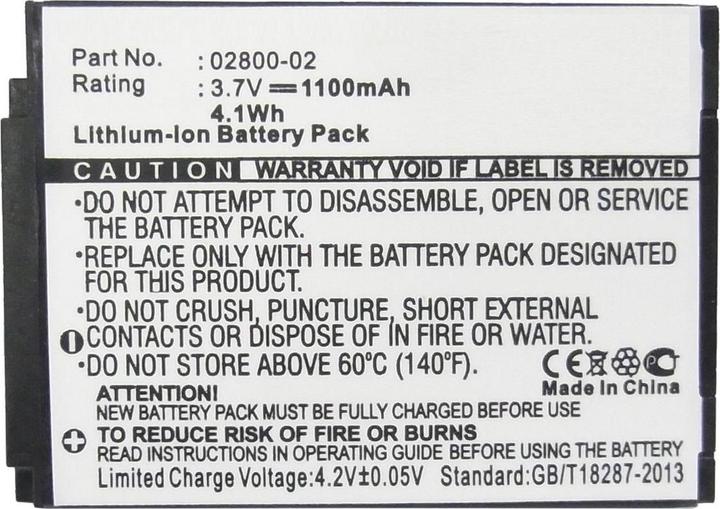 Part No. : 02800-02
Rating : 3.7V 1100mAh
4.1Wh
Lithium-Ion Battery Pack
CAUTION WARRANTY VOID IF LABEL IS REMOVED
•DO NOT ATTEMPT TO DISASSEMBLE, OPEN OR SERVICE
THE BATTERY PACK.
•REPLACE ONLY WITH THE BATTERY PACK DESIGNATED
FOR THIS PRODUCT.
•DO NOT CRUSH, PUNCTURE, SHORT EXTERNAL
CONTACTS OR DISPOSE OF IN FIRE OR WATER.
•DO NOT STORE ABOVE 60°C (140°F).
CE
Made In China
ATTENTION!
NEW BATTERY PACK MUST BE FULLY CHARGED BEFORE USE
TO REDUCE RISK OF FIRE OR BURNS
READ INSTRUCTIONS IN OPERATING GUIDE BEFORE USING THE BATTERY
Limited Charge Voltage:4.2V±0.05V Standard:GB/T18287-2013